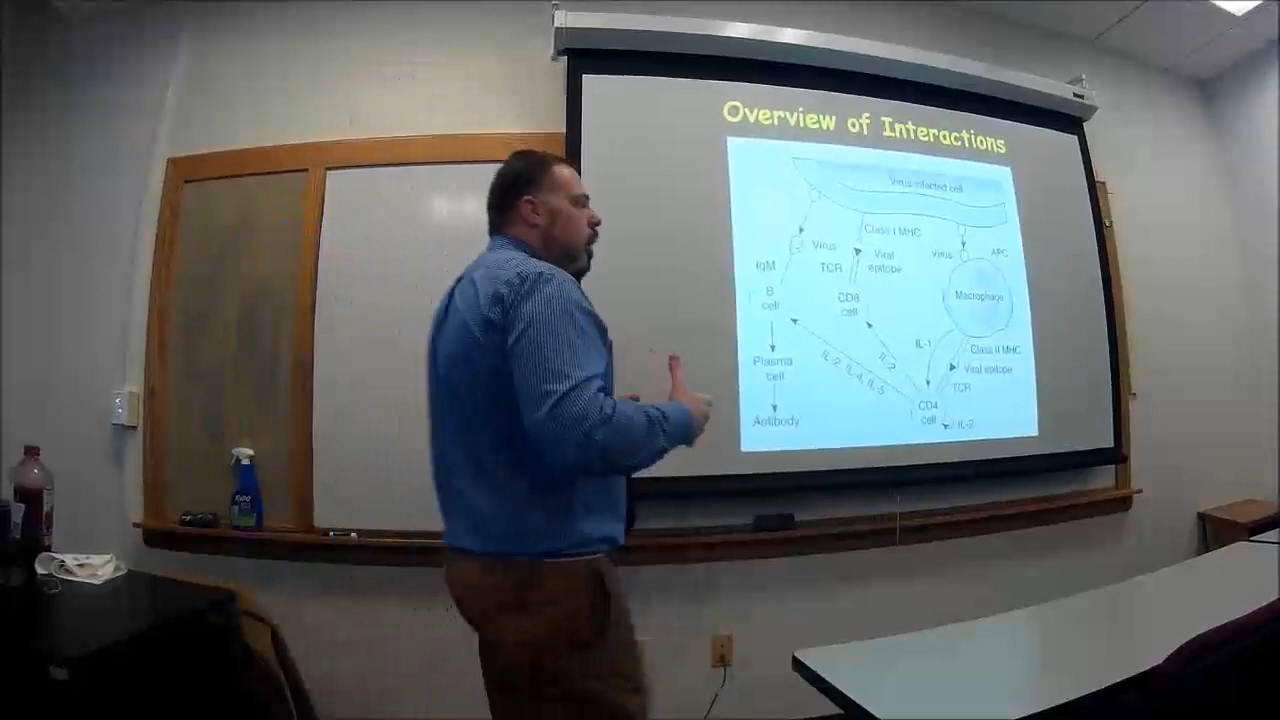 Overview of Interactions
Virus infected cell
Class I MHC
Virus
Viral
epitope
TCR
IgM
B
cell
CD8
cell
Virus
APC
Macrophage
IL-1
Class II MHC
Viral epitope
TCR
IL-2
IL-2, IL-4, IL-5
Plasma
cell
CD4
cell
IL-2
Antibody
EXPO